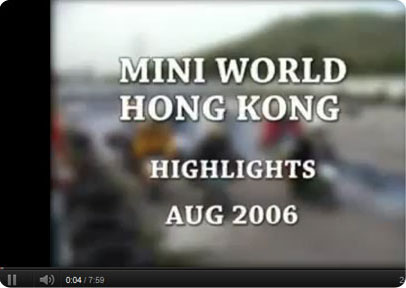 MINI WORLD
HONG KONG
HIGHLIGHTS
AUG 2006
0:04 / 7:59